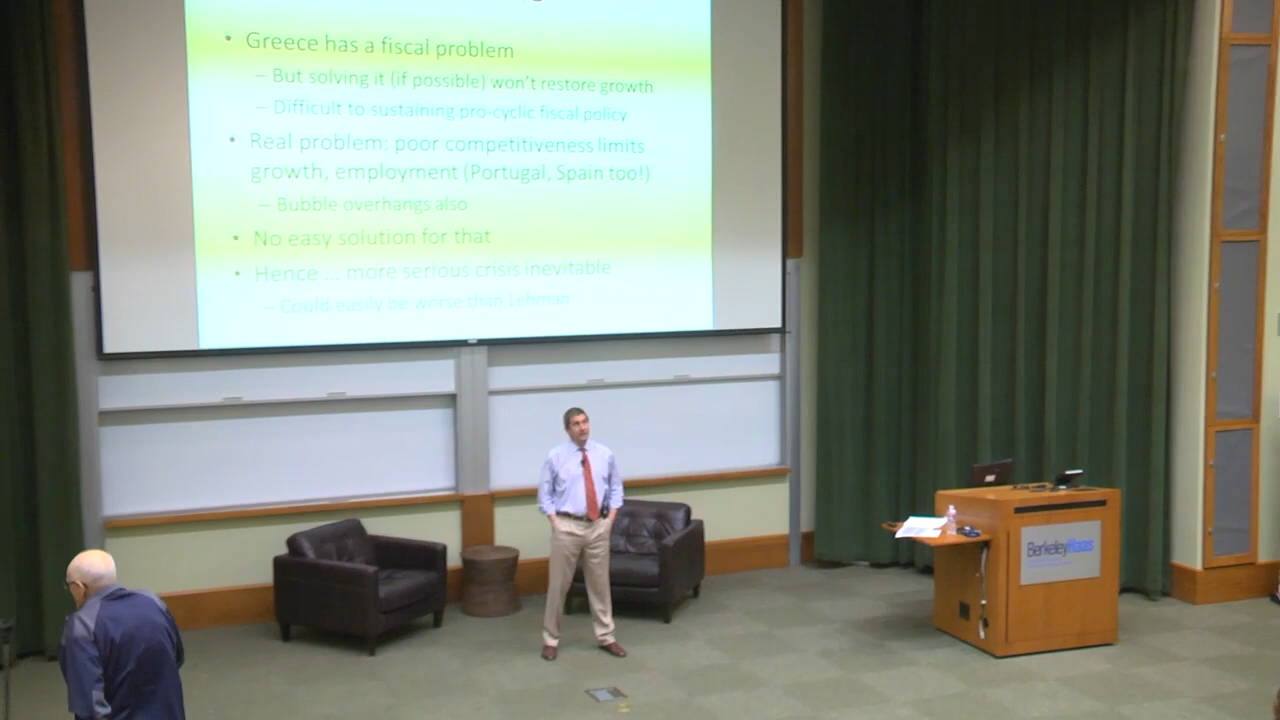 • Greece has a fiscal problem
– But solving it (if possible) won't restore growth
– Difficult to sustaining pro-cyclic fiscal policy
• Real problem: poor competitiveness limits
growth, employment (Portugal, Spain too!)
– Bubble overhangs also
• No easy solution for that
• Hence ... more serious crisis inevitable
– Could easily be worse than Lehman
BerkeleyHaas